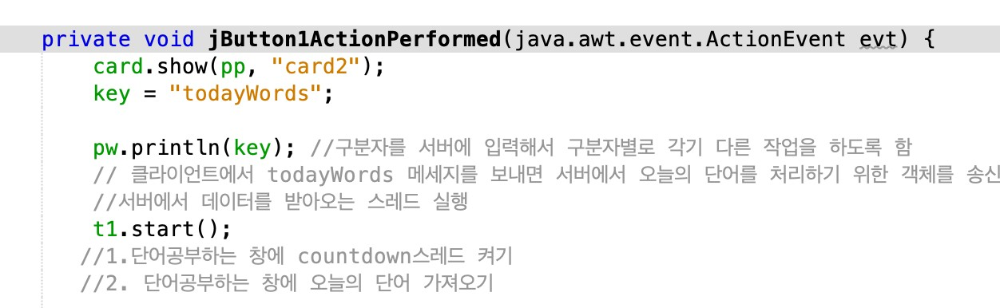 private void jButton1ActionPerformed(java.awt.event.ActionEvent evt) {
card.show(pp, "card2");
key = "todayWords";
pw.println(key); //구분자를 서버에 입력해서 구분자별로 각기 다른 작업을 하도록 함
// 클라이언트에서 todayWords 메세지를 보내면 서버에서 오늘의 단어를 처리하기 위한 객체를 송신
//서버에서 데이터를 받아오는 스레드 실행
t1.start();
//1.단어공부하는 창에 countdown스레드 켜기
//2. 단어공부하는 창에 오늘의 단어 가져오기